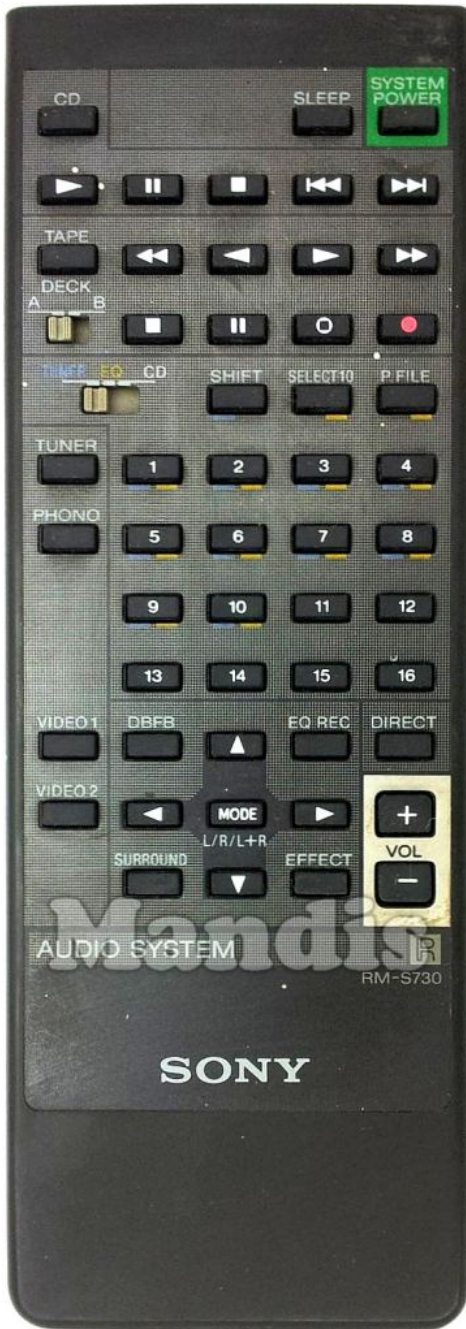 CD SLEEP SYSTEM POWER
TAPE
DECK
A B
TUNER EQ CD SHIFT SELECT10 P.FILE
TUNER 1 2 3 4
PHONO 5 6 7 8
9 10 11 12
13 14 15 16
VIDEO 1 DBFB EQ REC DIRECT
VIDEO 2 MODE +
L/R/L+R VOL
SURROUND EFFECT −
Mandis
AUDIO SYSTEM R
RM-S730
SONY